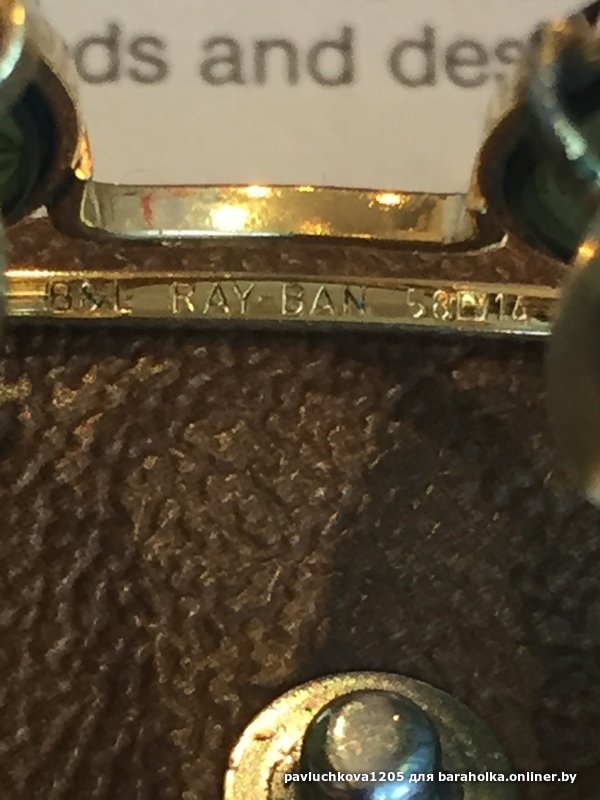 ds and des
B&L RAY-BAN 58□14
pavluchkova1205 для baraholka.onliner.by